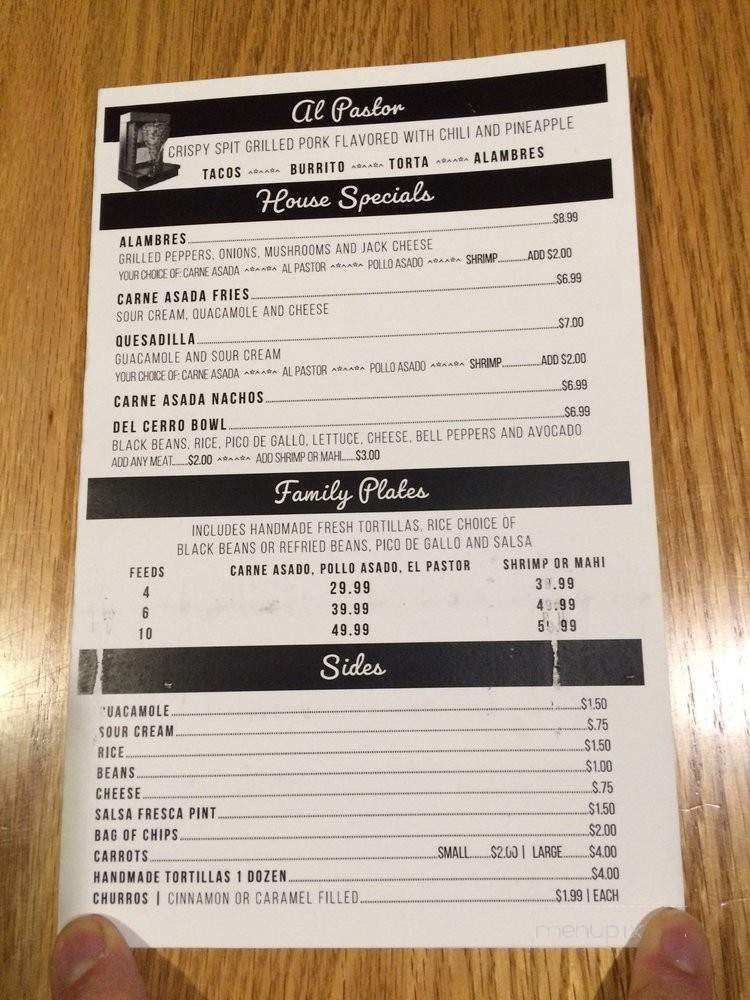 Al Pastor
CRISPY SPIT GRILLED PORK FLAVORED WITH CHILI AND PINEAPPLE
TACOS ^*^^*^ BURRITO ^*^^*^ TORTA ^*^^*^ ALAMBRES
House Specials
ALAMBRES $8.99
GRILLED PEPPERS, ONIONS, MUSHROOMS AND JACK CHEESE
YOUR CHOICE OF: CARNE ASADA ^*^^*^ AL PASTOR ^*^^*^ POLLO ASADO ^*^^*^ SHRIMP ADD $2.00
CARNE ASADA FRIES $6.99
SOUR CREAM, QUACAMOLE AND CHEESE
QUESADILLA $7.00
GUACAMOLE AND SOUR CREAM
YOUR CHOICE OF: CARNE ASADA ^*^^*^ AL PASTOR ^*^^*^ POLLO ASADO ^*^^*^ SHRIMP ADD $2.00
CARNE ASADA NACHOS $6.99
DEL CERRO BOWL $6.99
BLACK BEANS, RICE, PICO DE GALLO, LETTUCE, CHEESE, BELL PEPPERS AND AVOCADO
ADD ANY MEAT $2.00 ^*^^*^ ADD SHRIMP OR MAHI $3.00
Family Plates
INCLUDES HANDMADE FRESH TORTILLAS, RICE CHOICE OF
BLACK BEANS OR REFRIED BEANS, PICO DE GALLO AND SALSA
FEEDS CARNE ASADO, POLLO ASADO, EL PASTOR SHRIMP OR MAHI
4 29.99
6 39.99
10 49.99
Sides
UACAMOLE $1.50
SOUR CREAM $.75
RICE $1.50
BEANS $1.00
CHEESE $.75
SALSA FRESCA PINT $1.50
BAG OF CHIPS $2.00
CARROTS SMALL $2.00 | LARGE $4.00
HANDMADE TORTILLAS 1 DOZEN $4.00
CHURROS | CINNAMON OR CARAMEL FILLED $1.99 | EACH